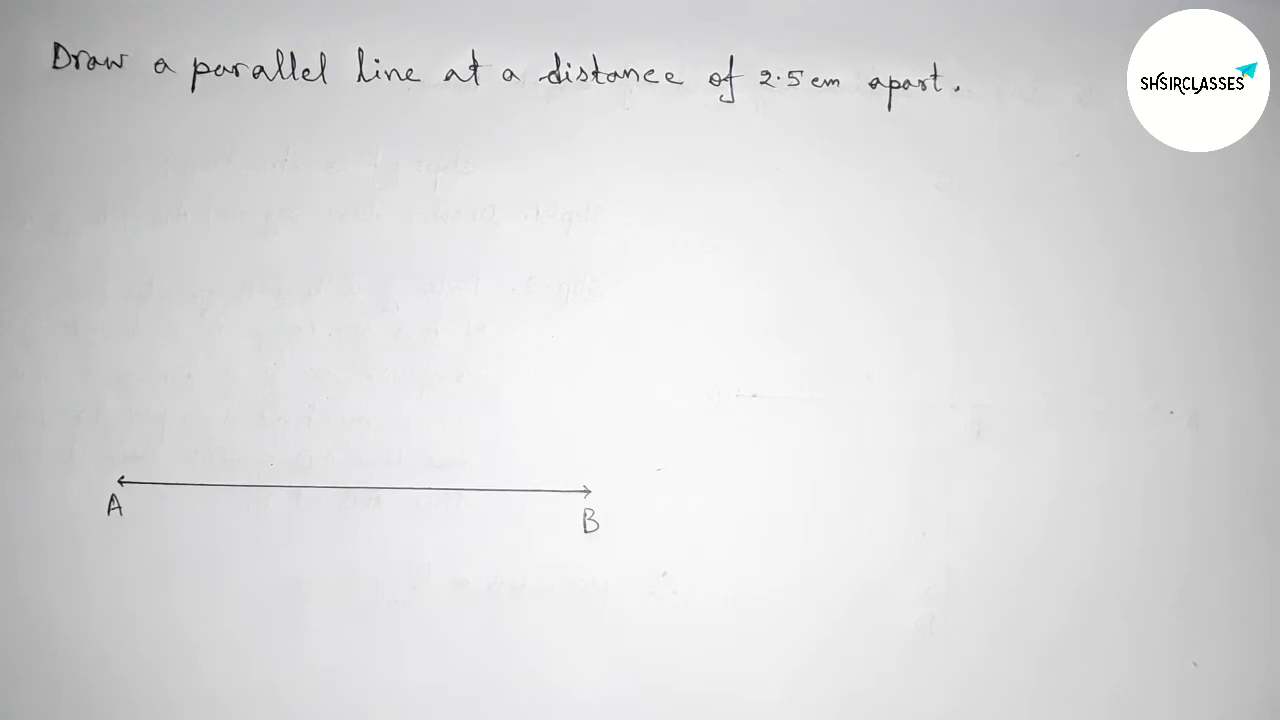 Draw a parallel line at a distance of 2.5 cm apart.
SHSIRCLASSES
A
B